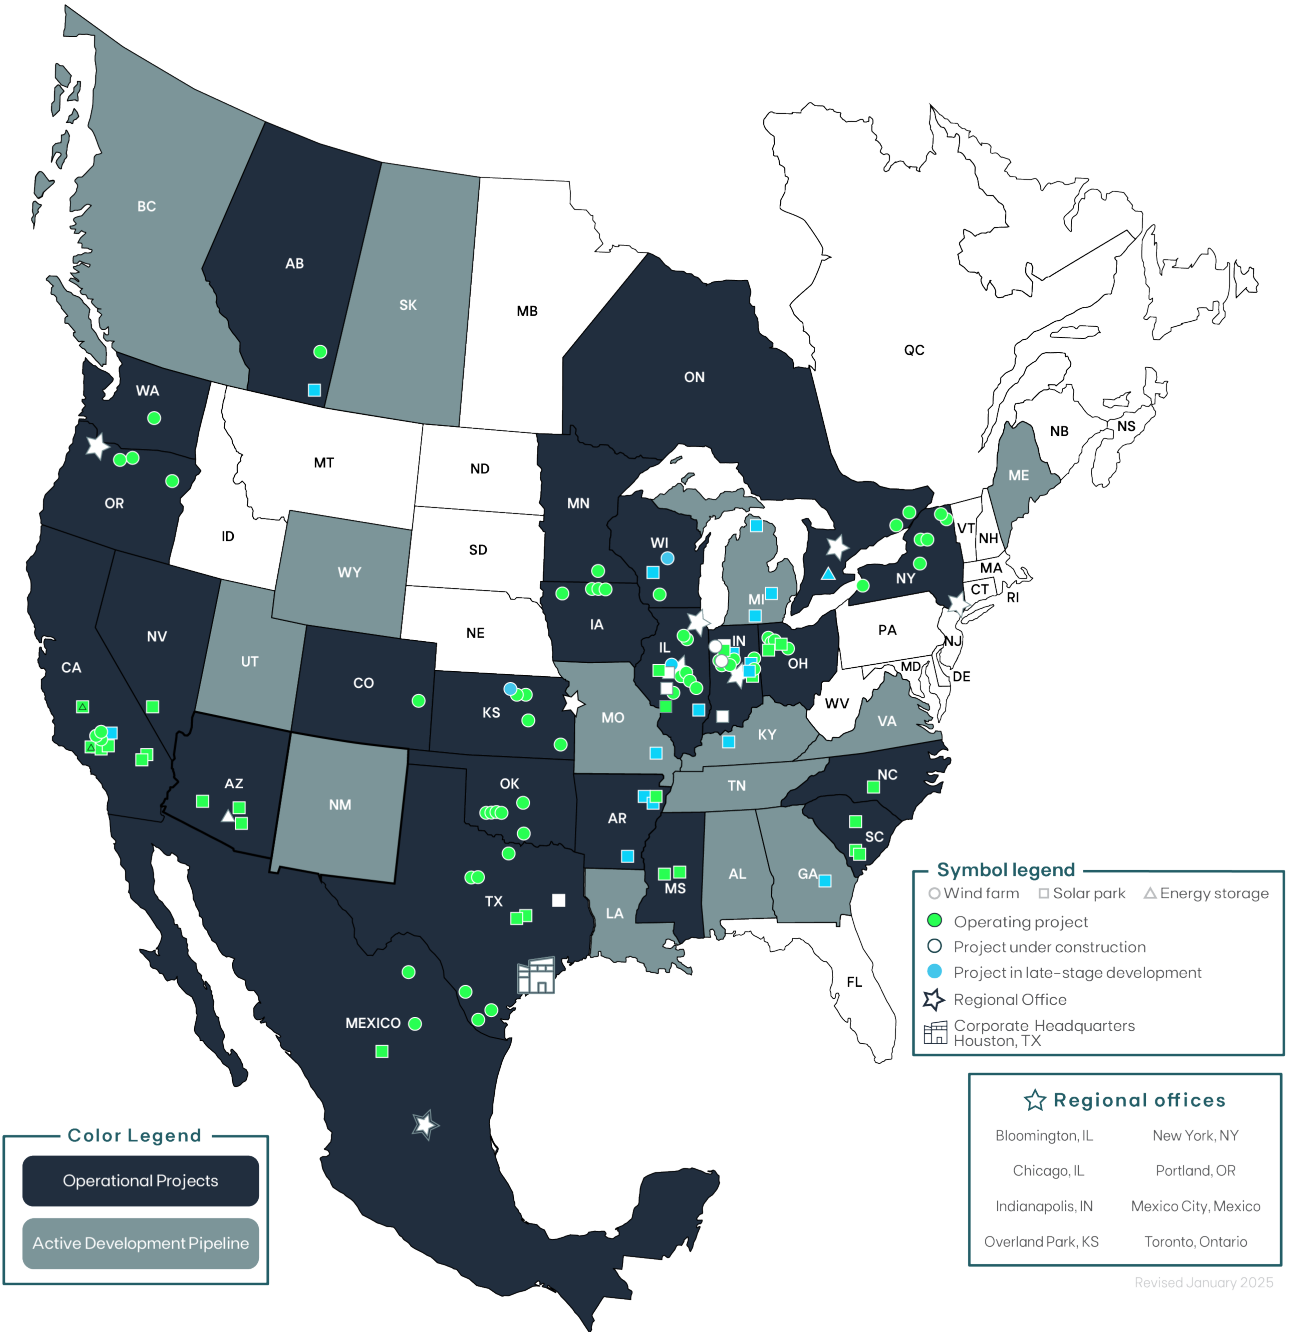 BC
AB
SK
MB
QC
ON
WA
MT
ND
NB
NS
ME
OR
MN
ID
SD
VT
NH
WI
WY
NY
MA
CT
RI
MI
NE
IA
PA
NJ
NV
IN
IL
UT
CA
OH
MD
DE
CO
WV
KS
MO
VA
KY
AZ
OK
TN
NC
NM
AR
SC
MS
AL
GA
TX
LA
FL
MEXICO
Symbol legend
Wind farm Solar park Energy storage
Operating project
Project under construction
Project in late-stage development
Regional Office
Corporate Headquarters
Houston, TX
Regional offices
Bloomington, IL New York, NY
Chicago, IL Portland, OR
Indianapolis, IN Mexico City, Mexico
Overland Park, KS Toronto, Ontario
Revised January 2025
Color Legend
Operational Projects
Active Development Pipeline